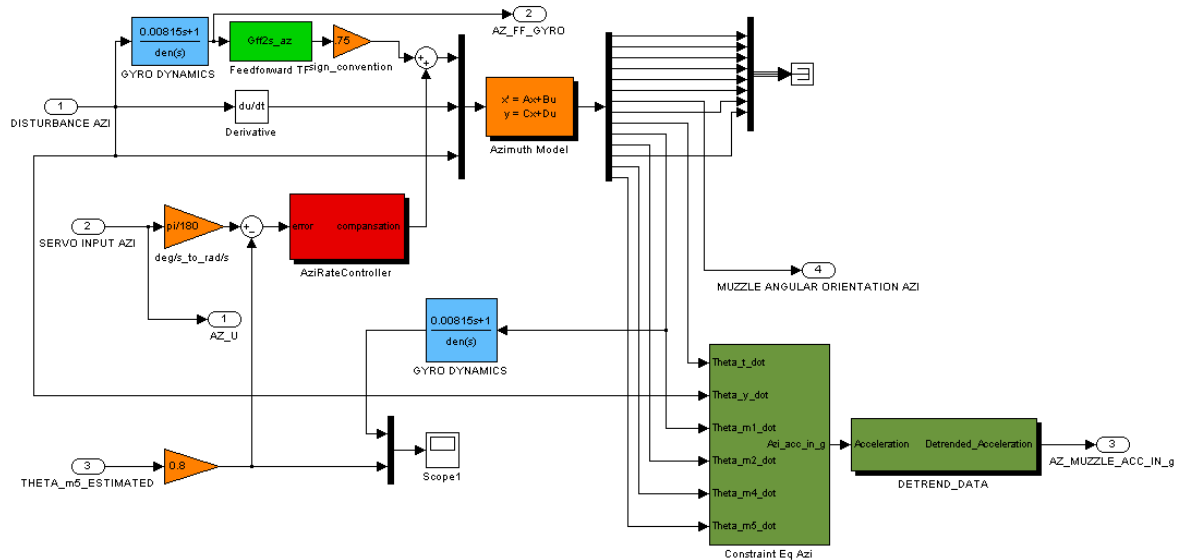 0.00815s+1
den(s)
GYRO DYNAMICS
Gff2s_az
Feedforward TF
.75
sign_convention
2
AZ_FF_GYRO
1
DISTURBANCE AZI
du/dt
Derivative
x' = Ax+Bu
y = Cx+Du
Azimuth Model
2
SERVO INPUT AZI
pi/180
deg/s_to_rad/s
error
compansation
AziRateController
1
AZ_U
4
MUZZLE ANGULAR ORIENTATION AZI
0.00815s+1
den(s)
GYRO DYNAMICS
3
THETA_m5_ESTIMATED
0.8
Scope1
Theta_t_dot
Theta_y_dot
Theta_m1_dot
Theta_m2_dot
Theta_m4_dot
Theta_m5_dot
Azi_acc_in_g
Constraint Eq Azi
Acceleration
Detrended_Acceleration
DETREND_DATA
3
AZ_MUZZLE_ACC_IN_g